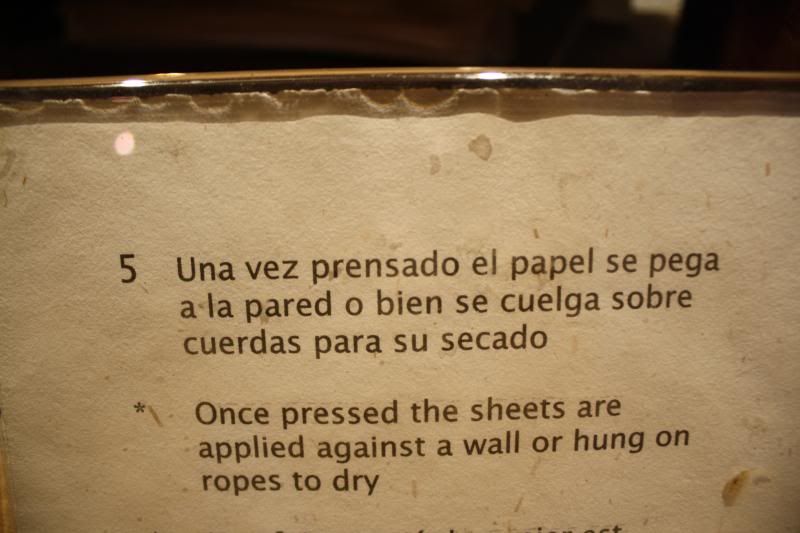 5 Una vez prensado el papel se pega
a la pared o bien se cuelga sobre
cuerdas para su secado
* Once pressed the sheets are
applied against a wall or hung on
ropes to dry